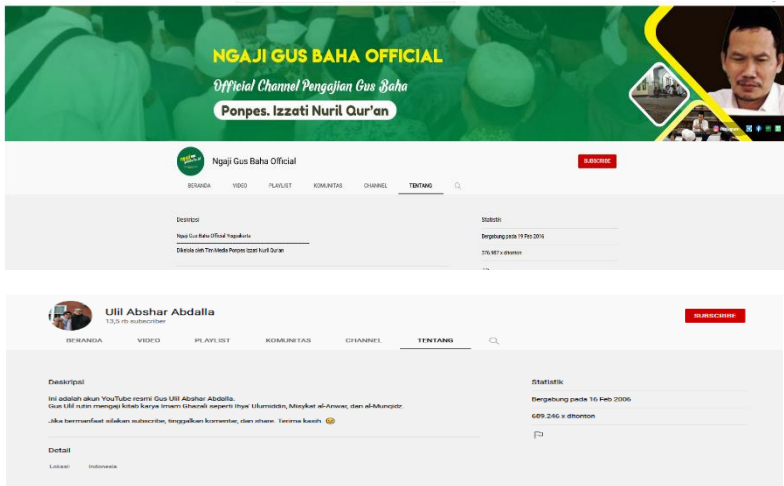 NGAJI GUS BAHA OFFICIAL
Official Channel Pengajian Gus Baha
Ponpes. Izzati Nuril Qur'an
Ngaji Gus Baha Official
SUBSCRIBE
BERANDA VIDEO PLAYLIST KOMUNITAS CHANNEL TENTANG
Deskripsi Statistik
Ngaji Gus Baha Official Yogyakarta Bergabung pada 19 Feb 2016
Dikelola oleh Tim Media Ponpes Izzati Nuril Qur'an 316.987 x ditonton
Ulil Abshar Abdalla
13,5 rb subscriber
SUBSCRIBE
BERANDA VIDEO PLAYLIST KOMUNITAS CHANNEL TENTANG
Deskripsi Statistik
Ini adalah akun YouTube resmi Gus Ulil Abshar Abdalla. Bergabung pada 16 Feb 2006
Gus Ulil rutin mengaji kitab karya Imam Ghazali seperti Ihya' Ulumiddin, Misykat al-Anwar, dan al-Munqidz.
Jika bermanfaat silakan subscribe, tinggalkan komentar, dan share. Terima kasih. 😊 689.246 x ditonton
Detail
Lokasi: Indonesia